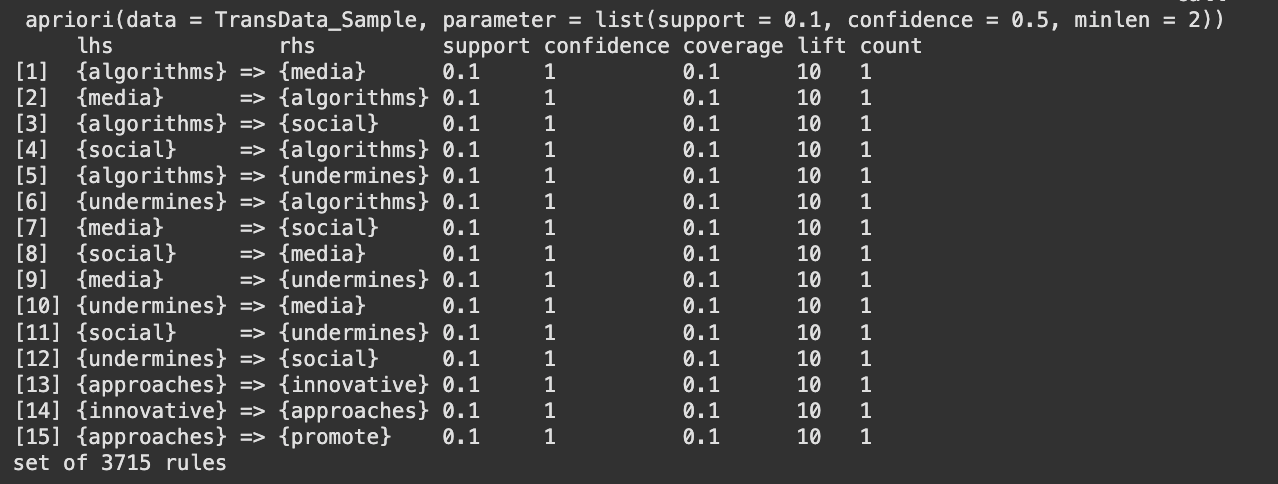 apriori(data = TransData_Sample, parameter = list(support = 0.1, confidence = 0.5, minlen = 2))
lhs rhs support confidence coverage lift count
[1] {algorithms} => {media} 0.1 1 0.1 10 1
[2] {media} => {algorithms} 0.1 1 0.1 10 1
[3] {algorithms} => {social} 0.1 1 0.1 10 1
[4] {social} => {algorithms} 0.1 1 0.1 10 1
[5] {algorithms} => {undermines} 0.1 1 0.1 10 1
[6] {undermines} => {algorithms} 0.1 1 0.1 10 1
[7] {media} => {social} 0.1 1 0.1 10 1
[8] {social} => {media} 0.1 1 0.1 10 1
[9] {media} => {undermines} 0.1 1 0.1 10 1
[10] {undermines} => {media} 0.1 1 0.1 10 1
[11] {social} => {undermines} 0.1 1 0.1 10 1
[12] {undermines} => {social} 0.1 1 0.1 10 1
[13] {approaches} => {innovative} 0.1 1 0.1 10 1
[14] {innovative} => {approaches} 0.1 1 0.1 10 1
[15] {approaches} => {promote} 0.1 1 0.1 10 1
set of 3715 rules